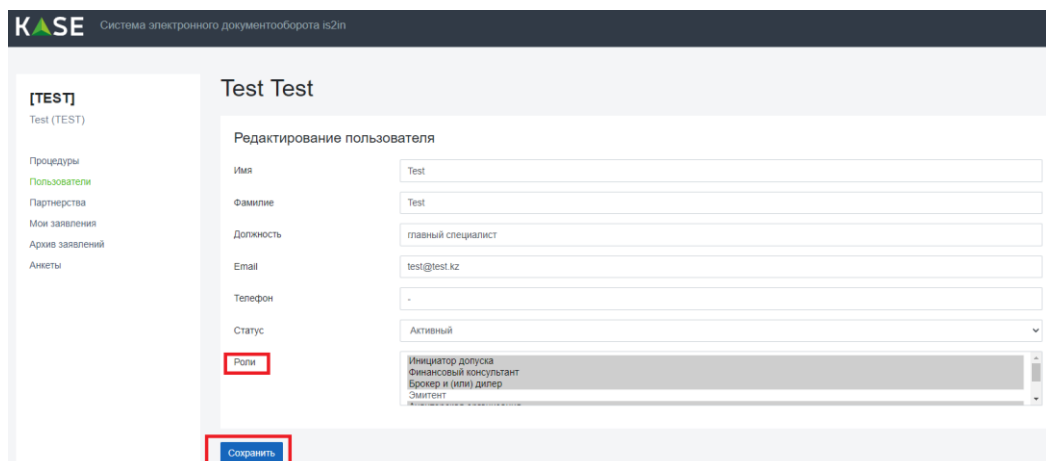 KASE Система электронного документооборота is2in
[TEST]
Test (TEST)
Процедуры
Пользователи
Партнерства
Мои заявления
Архив заявлений
Анкеты
Test Test
Редактирование пользователя
Имя Test
Фамилие Test
Должность главный специалист
Email test@test.kz
Телефон -
Статус Активный
Роли Инициатор допуска
Финансовый консультант
Брокер и (или) дилер
Эмитент
Сохранить